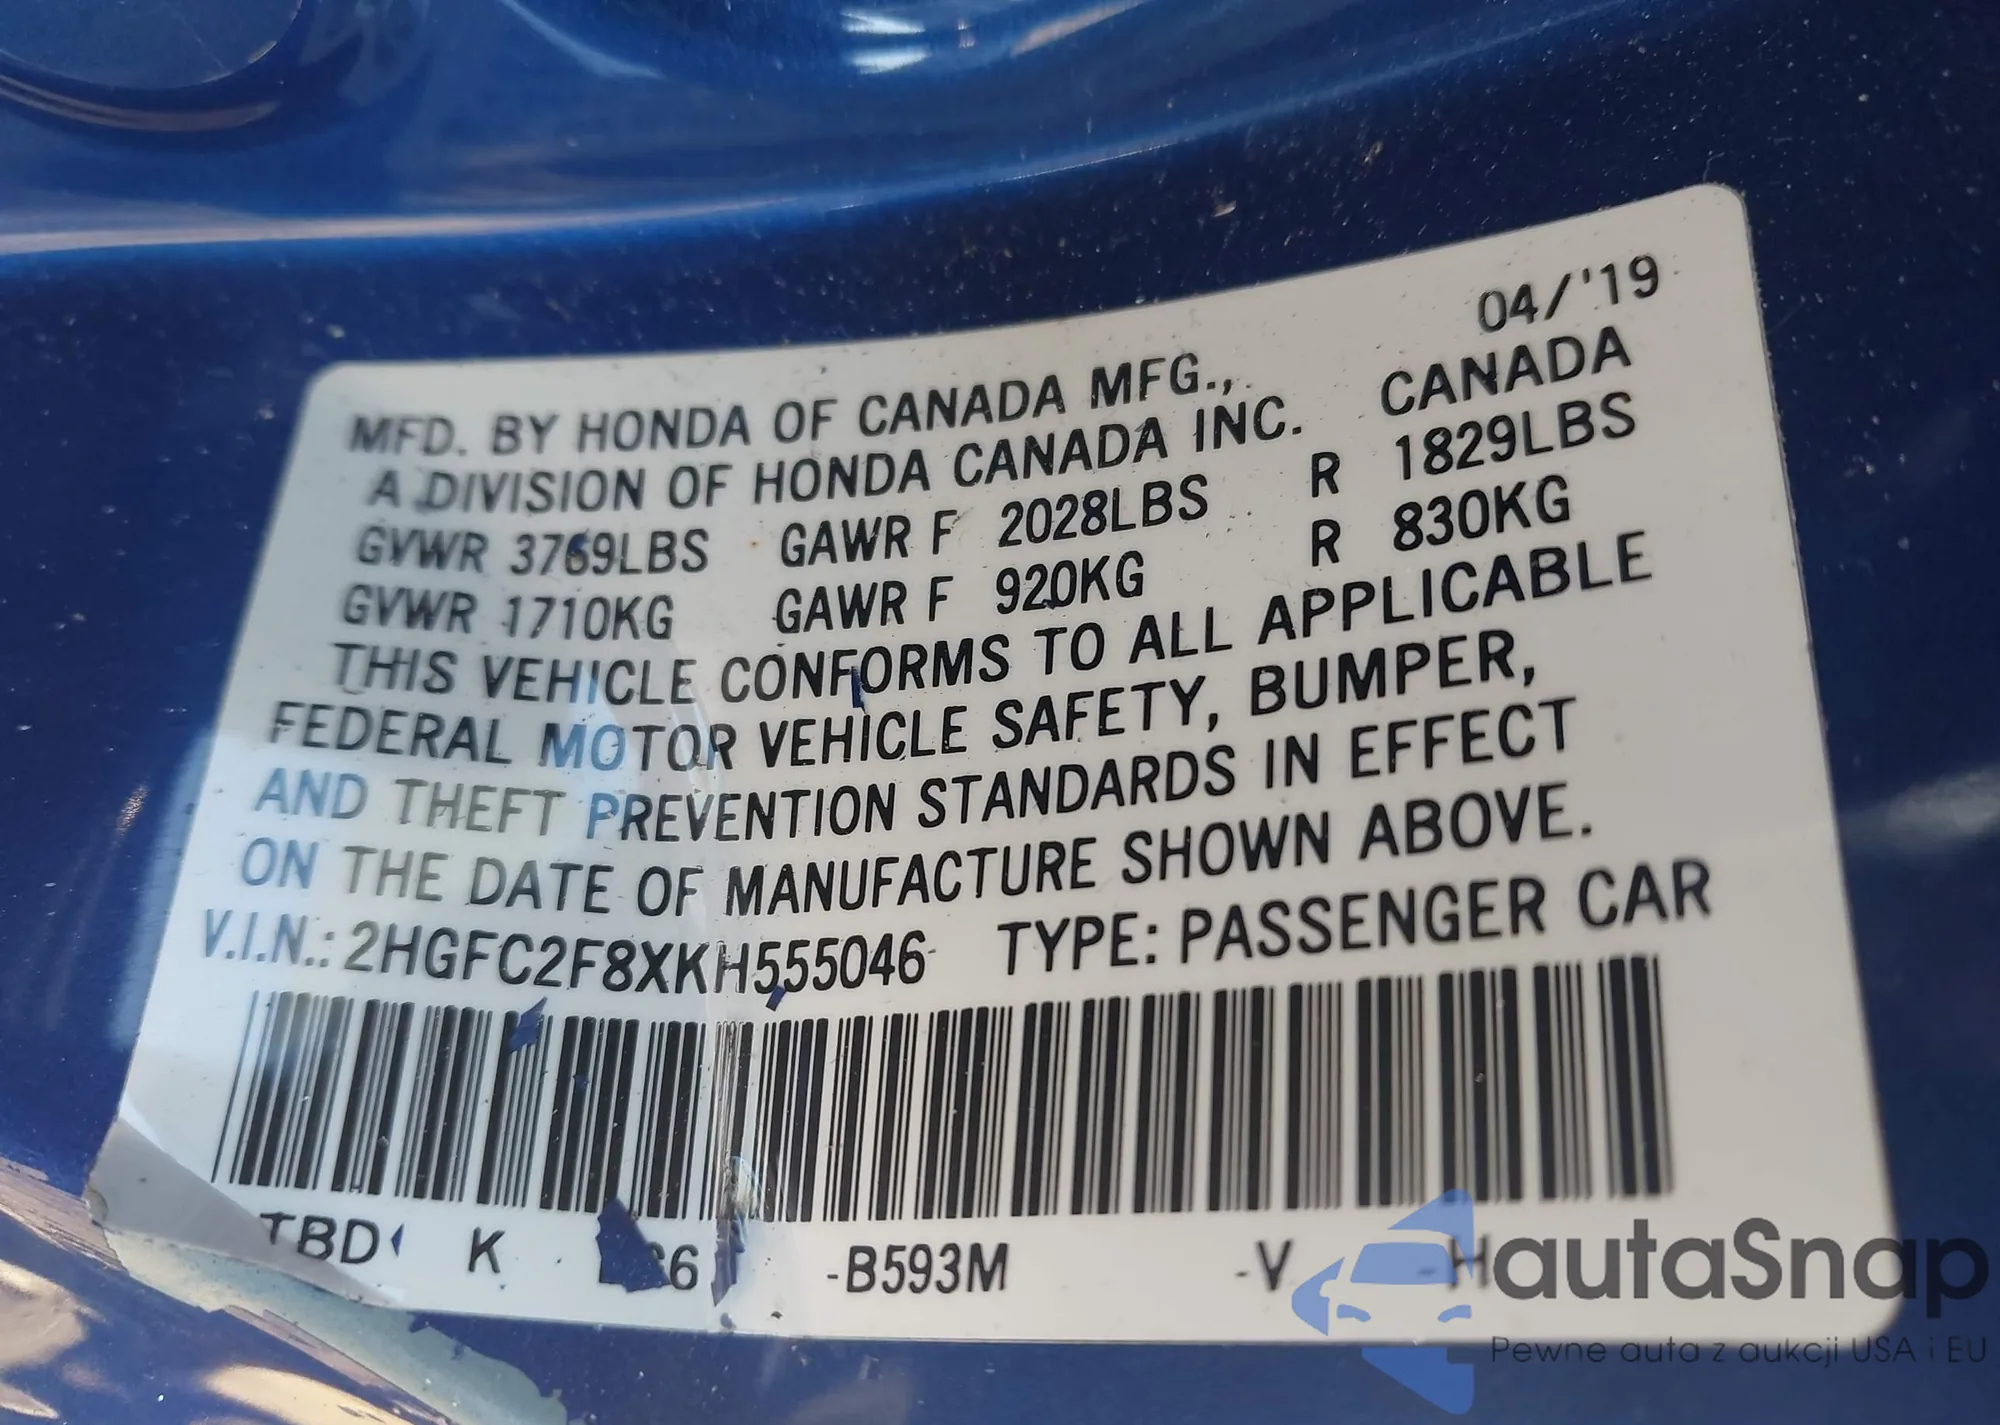 04/'19
MFD. BY HONDA OF CANADA MFG.,
A DIVISION OF HONDA CANADA INC. CANADA
GVWR 3769LBS GAWR F 2028LBS R 1829LBS
GVWR 1710KG GAWR F 920KG R 830KG
THIS VEHICLE CONFORMS TO ALL APPLICABLE
FEDERAL MOTOR VEHICLE SAFETY, BUMPER,
AND THEFT PREVENTION STANDARDS IN EFFECT
ON THE DATE OF MANUFACTURE SHOWN ABOVE.
V.I.N.: 2HGFC2F8XKH555046 TYPE: PASSENGER CAR
TBD K -B593M -V -H
autaSnap
Pewne auta z aukcji USA i EU